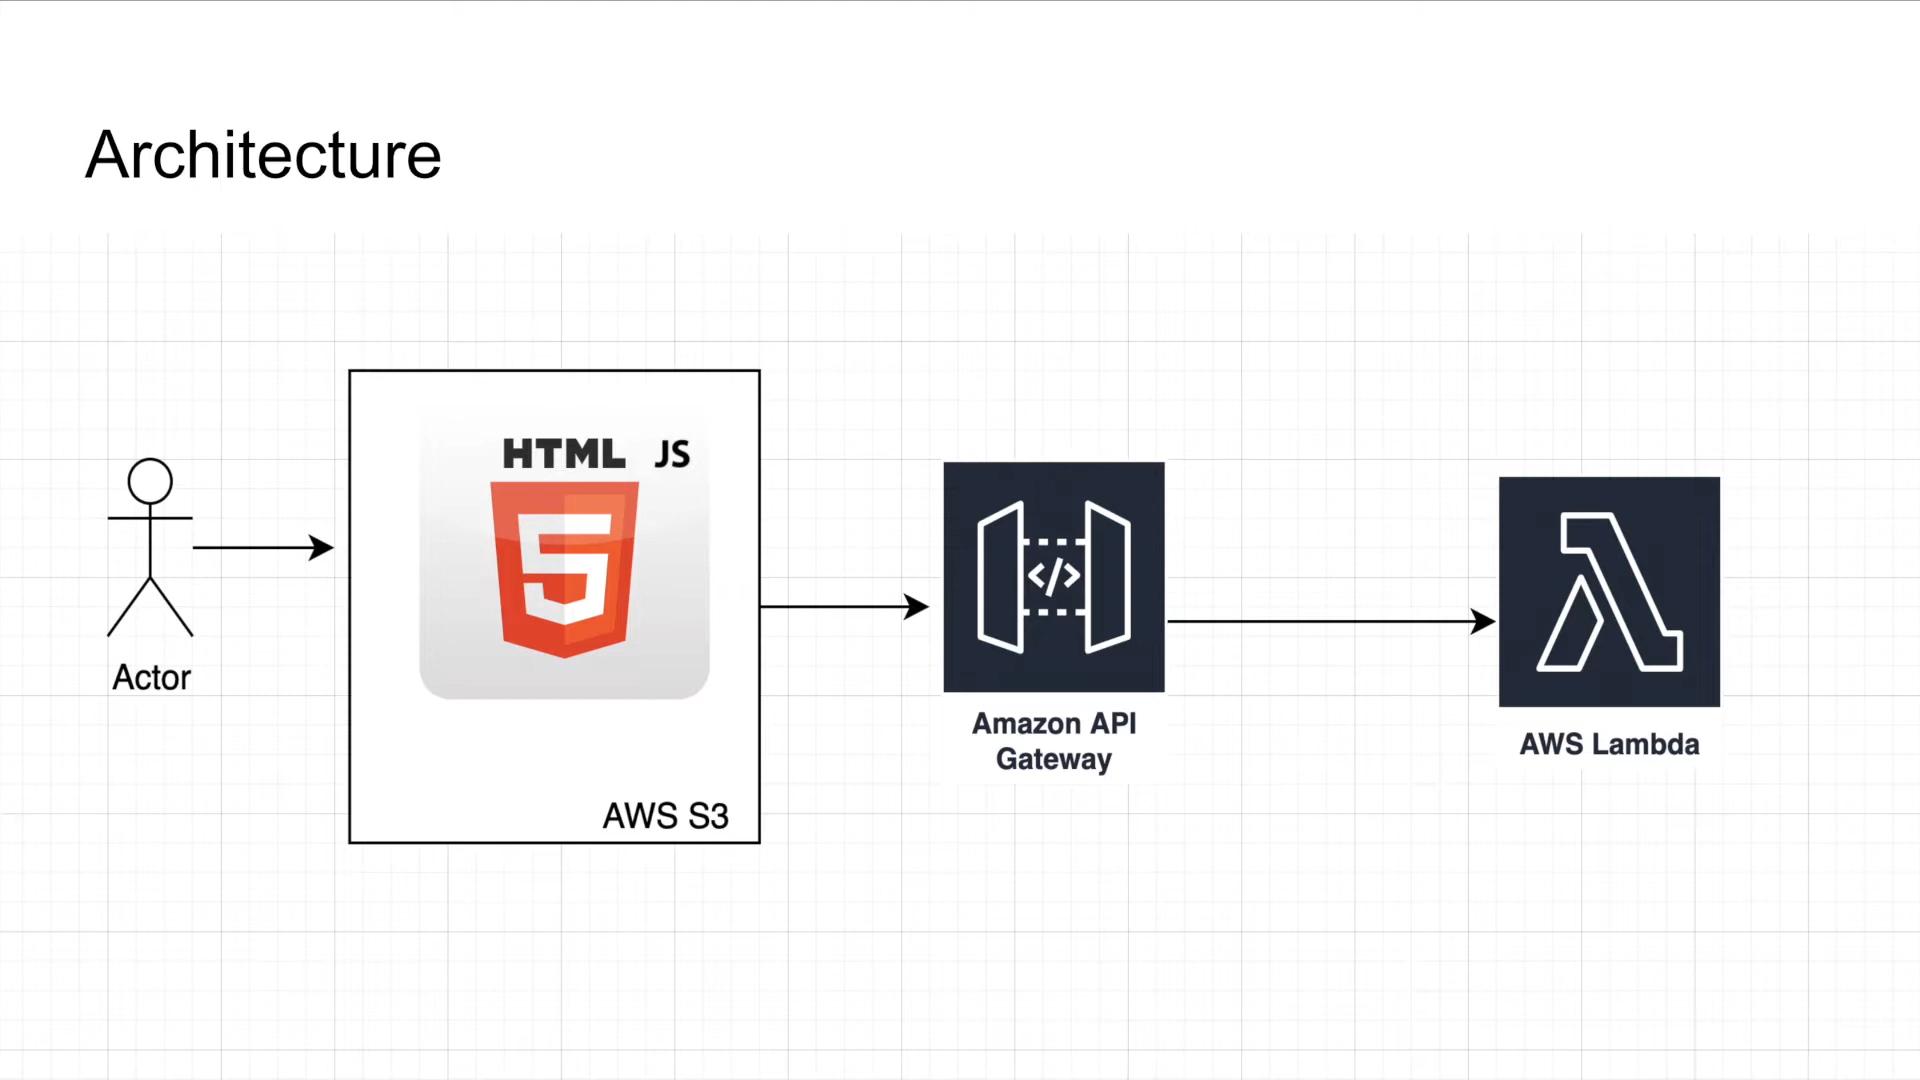 Architecture
HTML JS
5
Actor
AWS S3
</>
Amazon API
Gateway
AWS Lambda